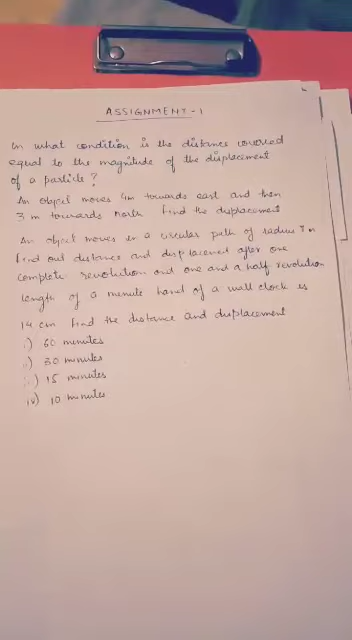 ASSIGNMENT - 1
In what condition is the distance covered
equal to the magnitude of the displacement
of a particle?
An object moves 4m towards east and then
3 m towards north. Find the displacement
An object moves in a circular path of radius 7m
Find out distance and displacement after one
complete revolution and one and a half revolution
length of a minute hand of a wall clock is
14 cm find the distance and displacement
i) 60 minutes
ii) 30 minutes
iii) 15 minutes
iv) 10 minutes